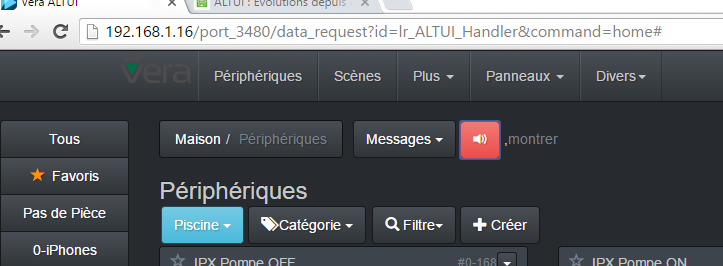 Vera ALTUI
ALTUI : Evolutions depuis
192.168.1.16/port_3480/data_request?id=lr_ALTUI_Handler&command=home#
vera Périphériques Scènes Plus Panneaux Divers
Tous
Maison / Périphériques Messages ,montrer
Favoris
Périphériques
Pas de Pièce
Piscine Catégorie Filtre Créer
0-iPhones
IPX Pompe OFF #0-168 IPX Pompe ON